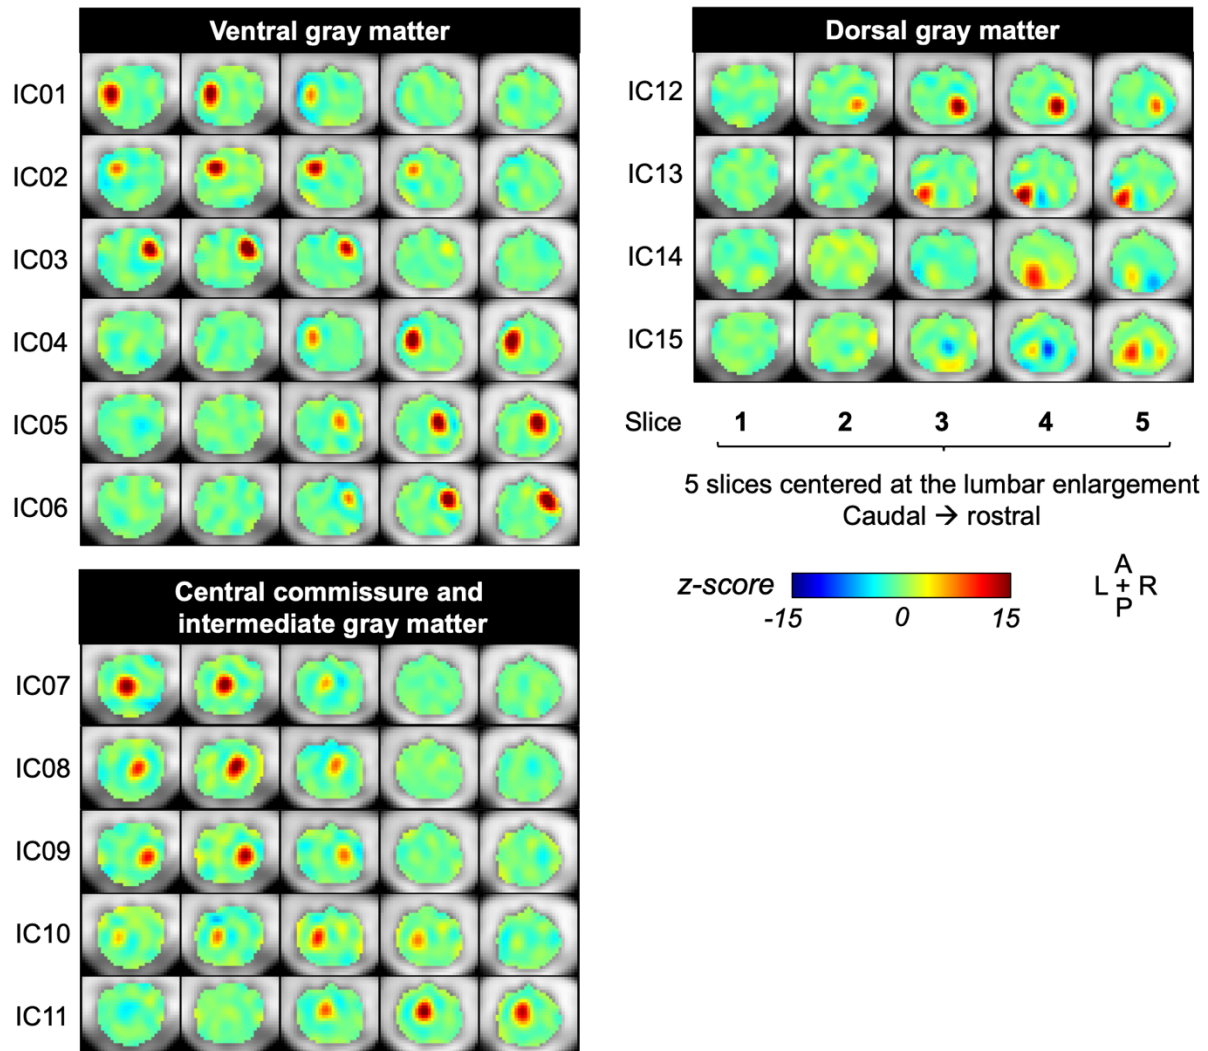 Ventral gray matter
IC01
IC02
IC03
IC04
IC05
IC06
Central commissure and
intermediate gray matter
IC07
IC08
IC09
IC10
IC11
Dorsal gray matter
IC12
IC13
IC14
IC15
Slice 1 2 3 4 5
5 slices centered at the lumbar enlargement
Caudal → rostral
z-score
-15 0 15
A
L + R
P